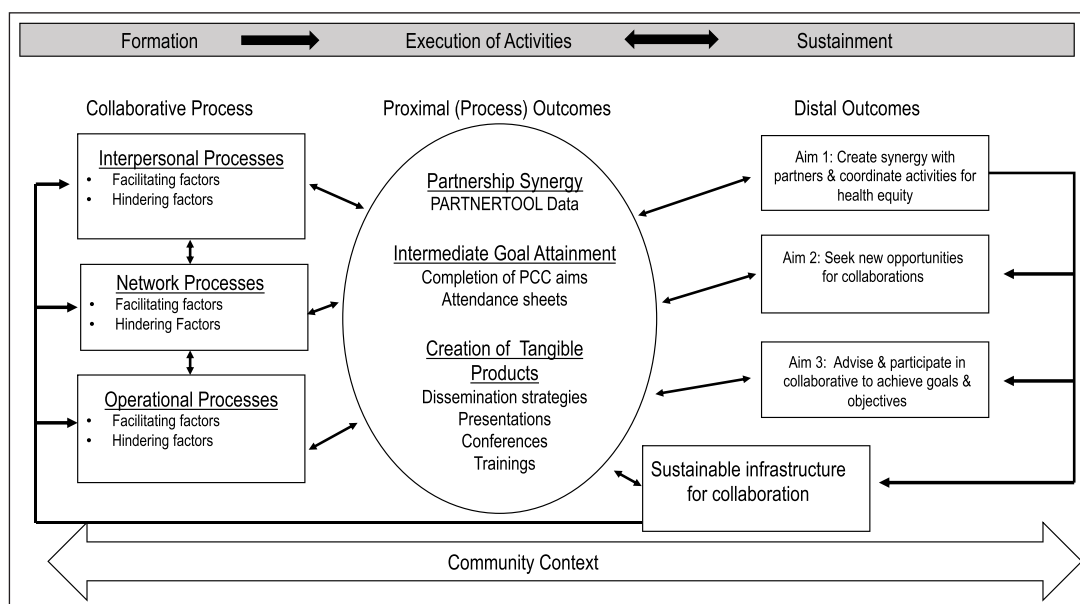 Formation
Execution of Activities
Sustainment
Collaborative Process
Proximal (Process) Outcomes
Distal Outcomes
Interpersonal Processes
• Facilitating factors
• Hindering factors
Network Processes
• Facilitating factors
• Hindering Factors
Operational Processes
• Facilitating factors
• Hindering factors
Partnership Synergy
PARTNERTOOL Data
Intermediate Goal Attainment
Completion of PCC aims
Attendance sheets
Creation of Tangible
Products
Dissemination strategies
Presentations
Conferences
Trainings
Aim 1: Create synergy with
partners & coordinate activities for
health equity
Aim 2: Seek new opportunities
for collaborations
Aim 3: Advise & participate in
collaborative to achieve goals &
objectives
Sustainable infrastructure
for collaboration
Community Context